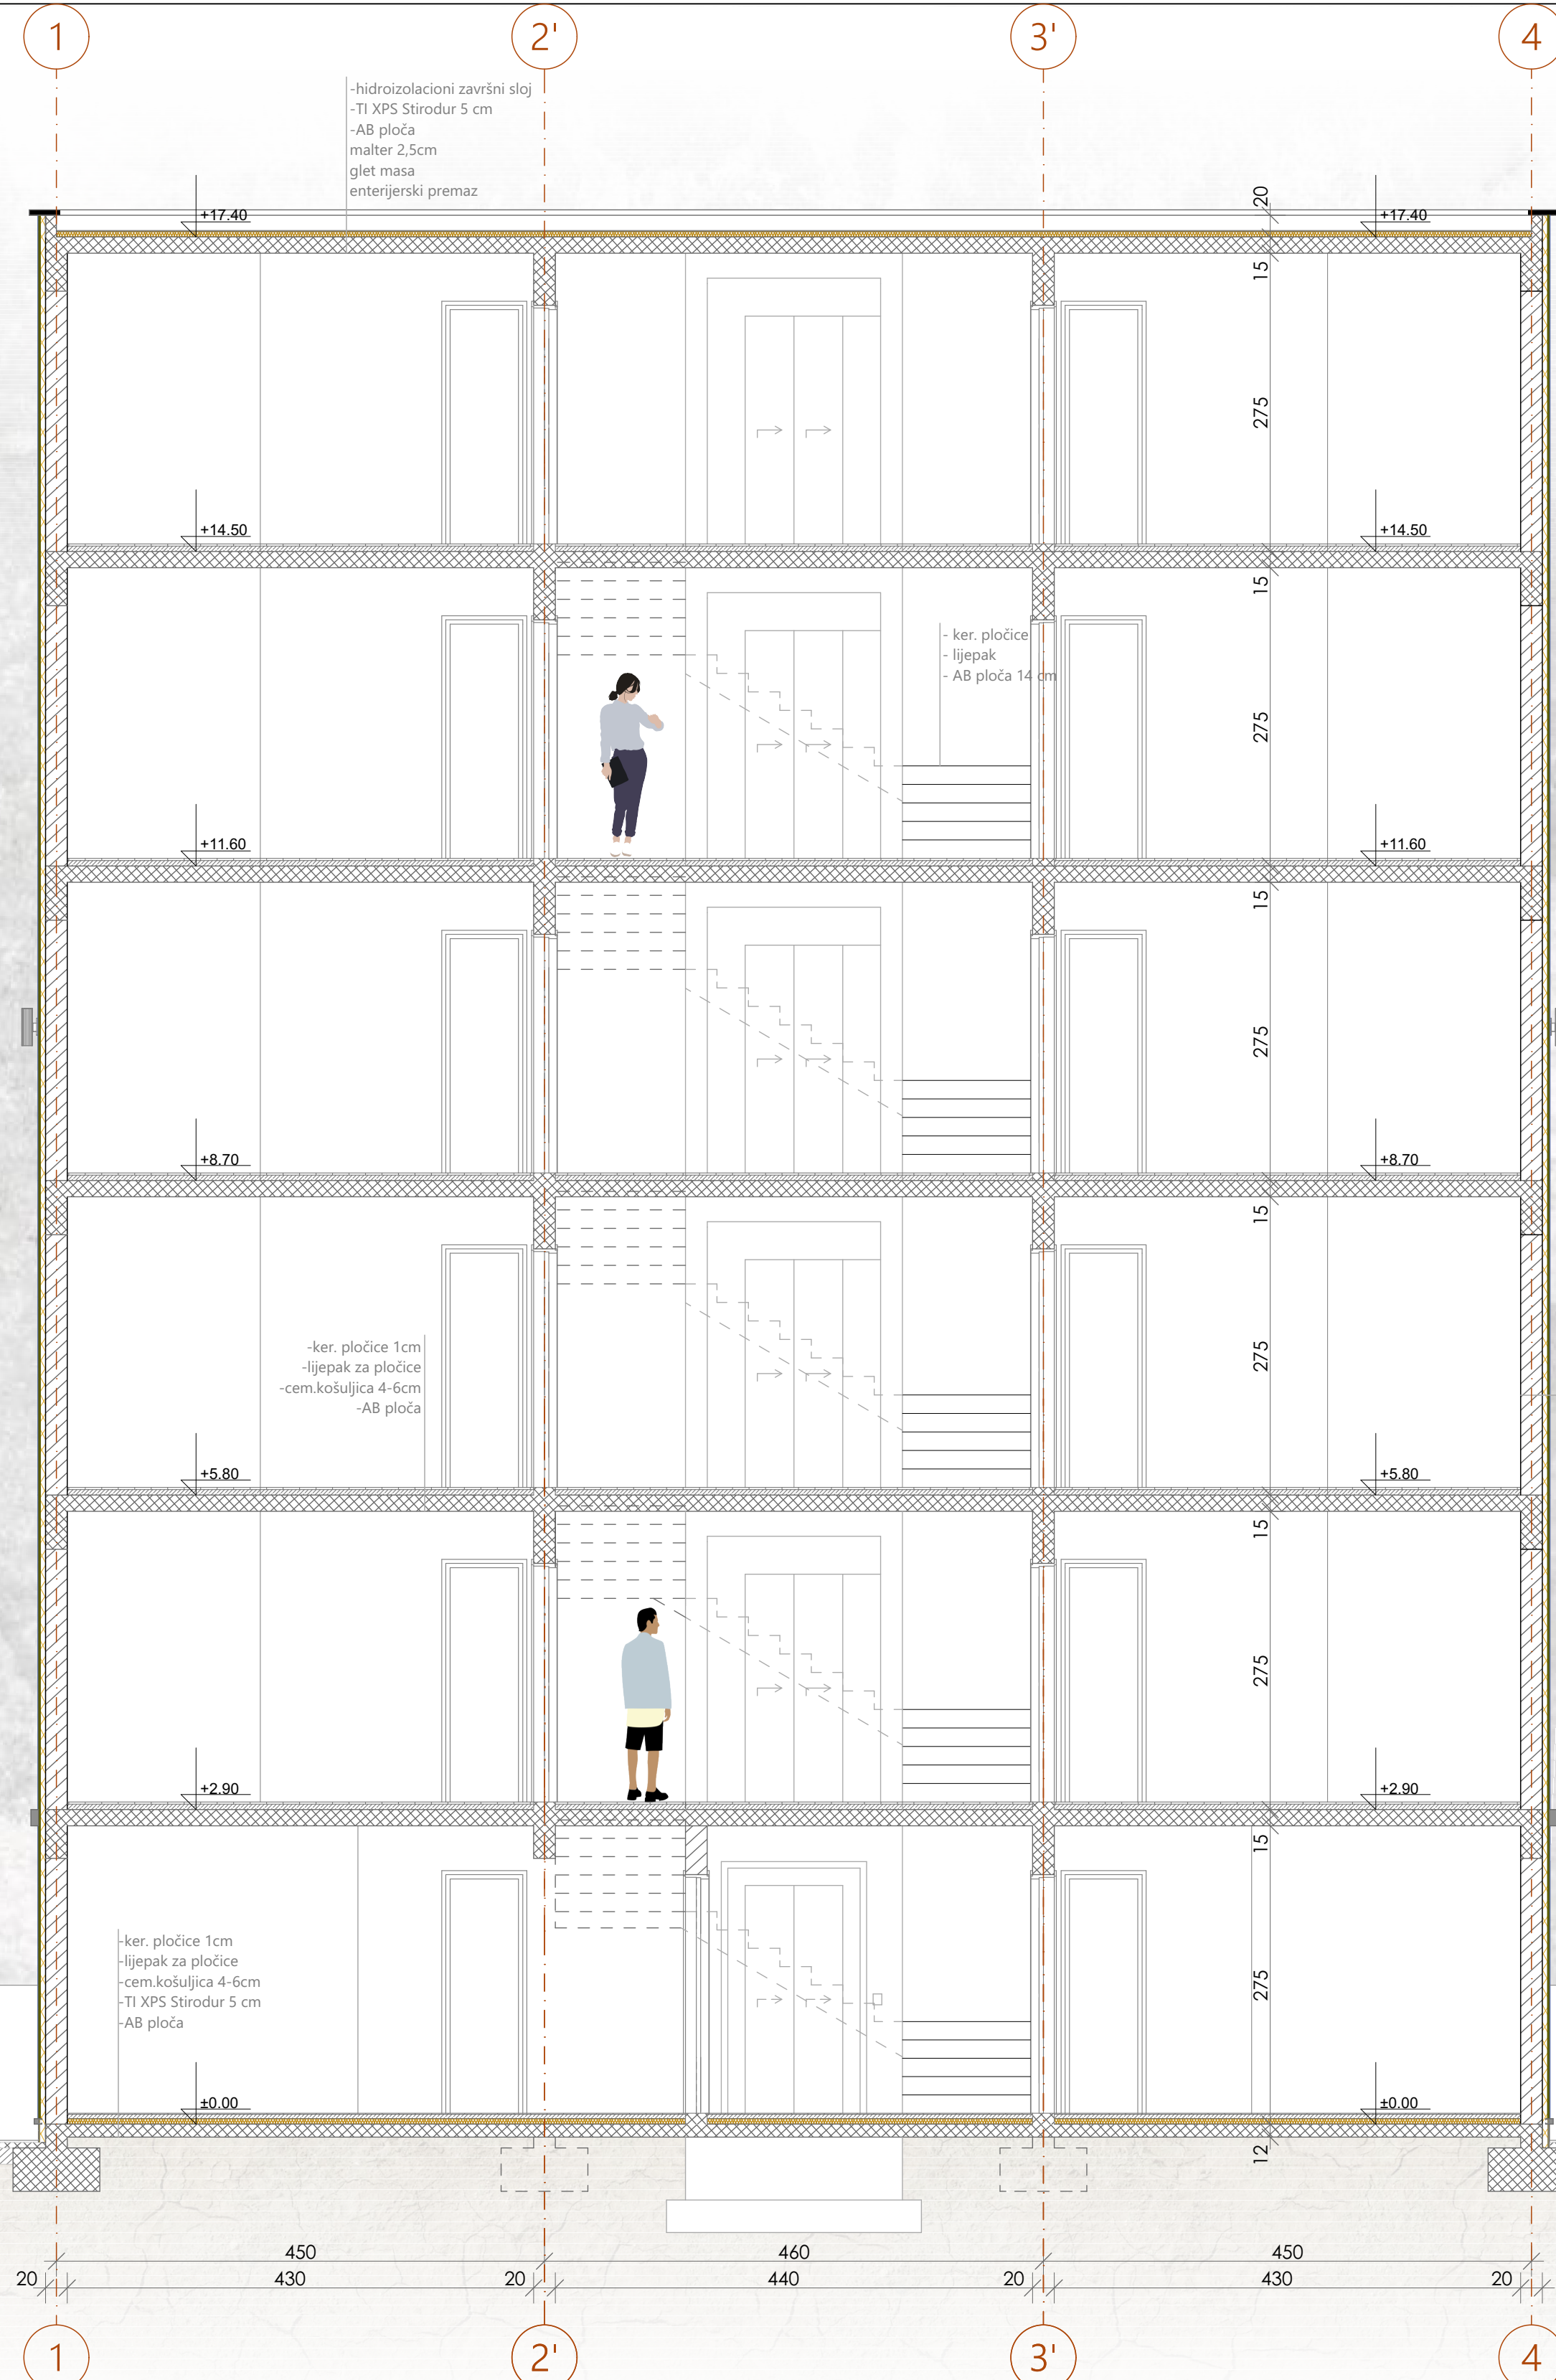 1 2' 3' 4
-hidroizolacioni završni sloj
-TI XPS Stirodur 5 cm
-AB ploča
malter 2,5cm
glet masa
enterijerski premaz
20
+17.40 +17.40
15
275
+14.50 +14.50
15
- ker. pločice
- lijepak
- AB ploča 14 cm
275
+11.60 +11.60
15
275
+8.70 +8.70
15
-ker. pločice 1cm
-lijepak za pločice
-cem.košuljica 4-6cm
-AB ploča
275
+5.80 +5.80
15
275
+2.90 +2.90
15
-ker. pločice 1cm
-lijepak za pločice
-cem.košuljica 4-6cm
-TI XPS Stirodur 5 cm
-AB ploča
275
±0.00 ±0.00
12
450 460 450
20 430 20 440 20 430 20
1 2' 3' 4